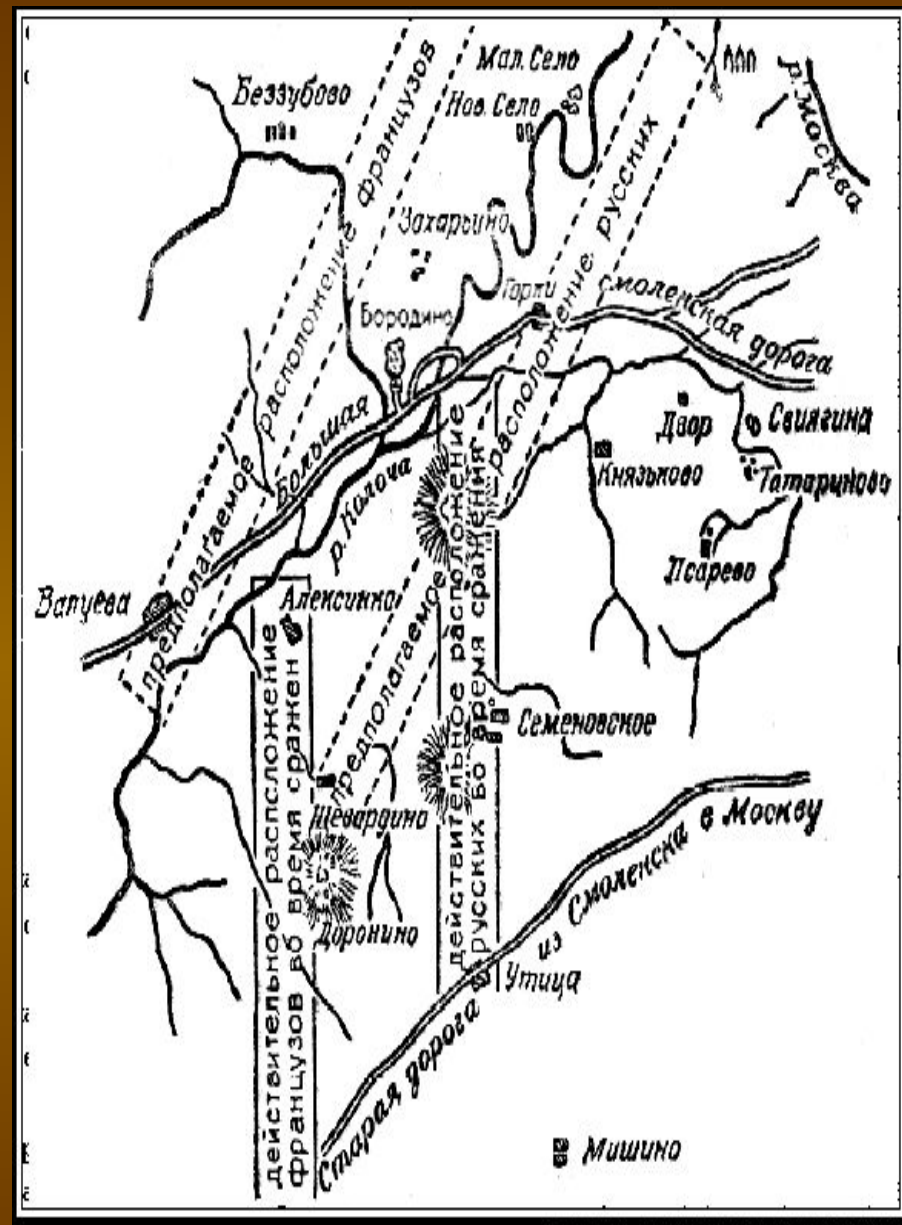 Мал. Село
Беззубово
Нов. Село
р. Москва
предполагаемое расположение французов
предполагаемое расположение русских
Захарьино
Горки
Бородино
Большая смоленская дорога
Двор
Свиягина
Князьково
Татариново
р. Колоча
Псарево
Валуева
Алексинко
Семеновское
Шевардино
Доронино
действительное расположение
французов во время сражен
действительное расположение
русских во время сражения
Утица
Старая дорога из Смоленска в Москву
Мишино